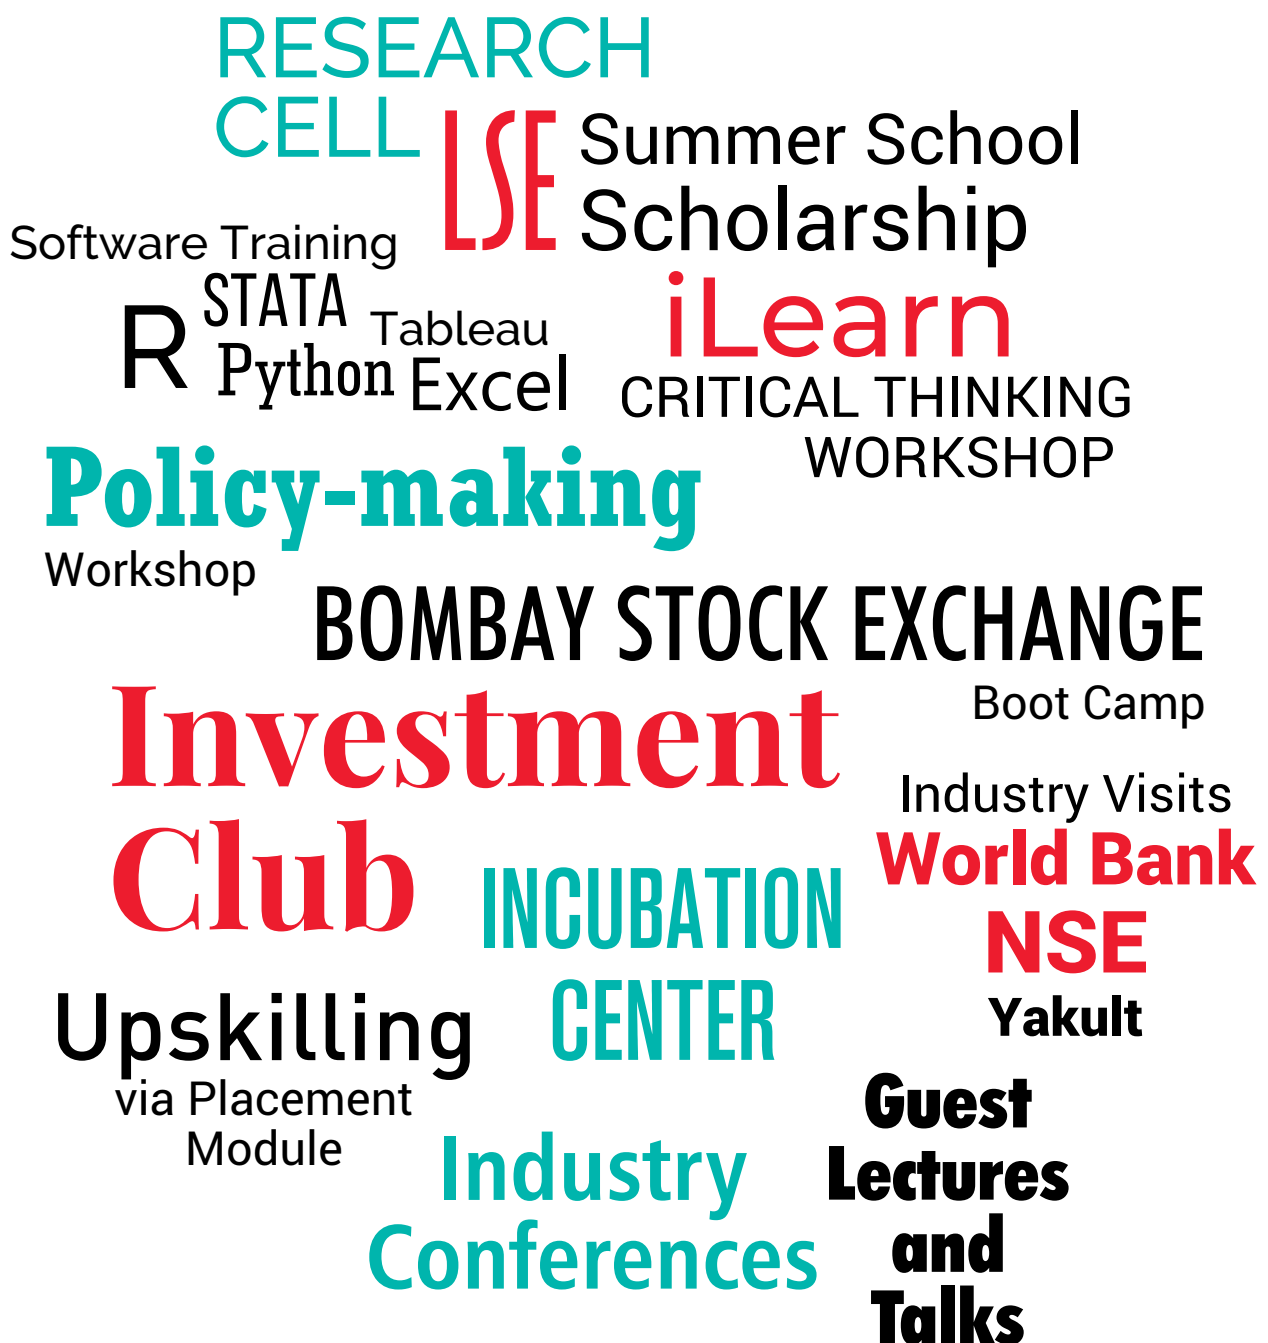 RESEARCH
CELL
LSE
Summer School
Scholarship
Software Training
R
STATA
Python
Tableau
Excel
iLearn
CRITICAL THINKING
WORKSHOP
Policy-making
Workshop
BOMBAY STOCK EXCHANGE
Boot Camp
Investment
Club
Industry Visits
World Bank
NSE
Yakult
INCUBATION
CENTER
Upskilling
via Placement
Module
Industry
Conferences
Guest
Lectures
and
Talks